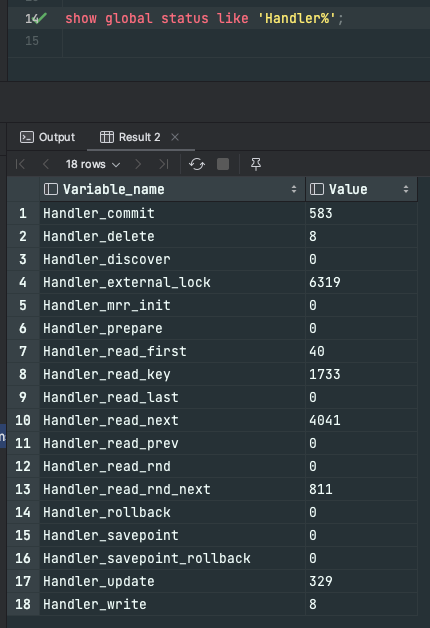 14 show global status like 'Handler%';
15
Output Result 2
18 rows
Variable_name Value
1 Handler_commit 583
2 Handler_delete 8
3 Handler_discover 0
4 Handler_external_lock 6319
5 Handler_mrr_init 0
6 Handler_prepare 0
7 Handler_read_first 40
8 Handler_read_key 1733
9 Handler_read_last 0
10 Handler_read_next 4041
11 Handler_read_prev 0
12 Handler_read_rnd 0
13 Handler_read_rnd_next 811
14 Handler_rollback 0
15 Handler_savepoint 0
16 Handler_savepoint_rollback 0
17 Handler_update 329
18 Handler_write 8